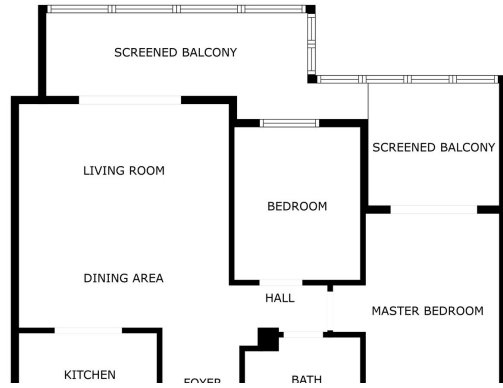 SCREENED BALCONY
SCREENED BALCONY
LIVING ROOM
BEDROOM
DINING AREA
HALL
MASTER BEDROOM
KITCHEN
FOYER
BATH